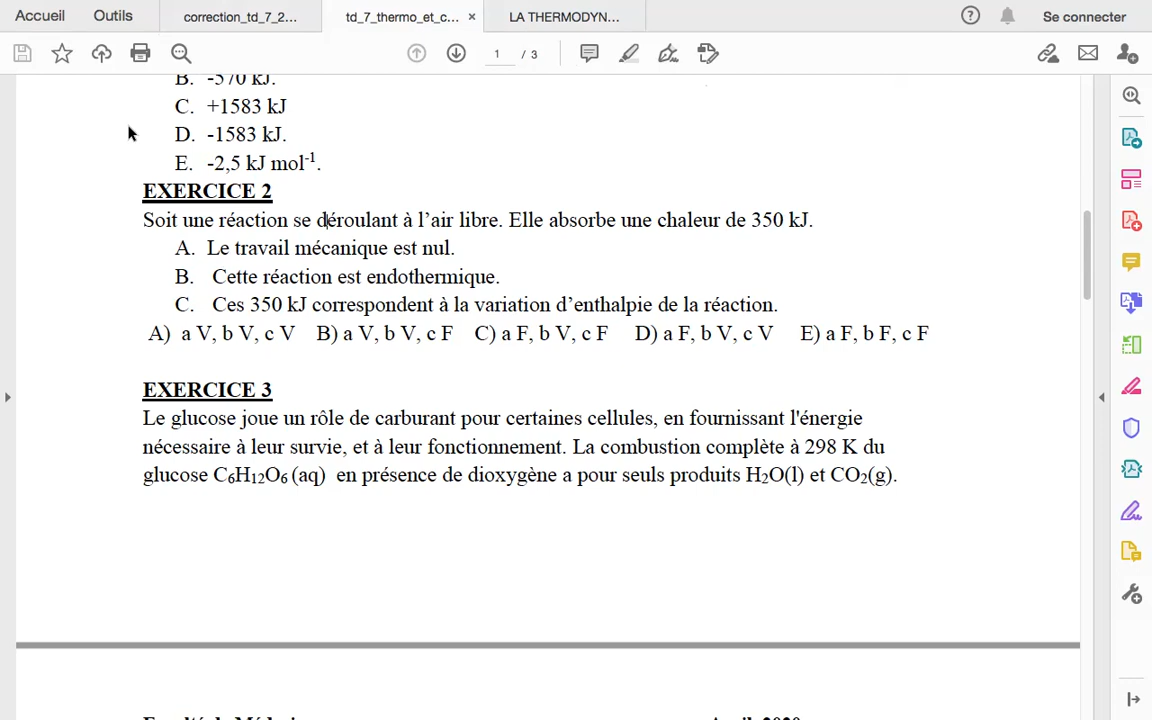 Accueil Outils correction_td_7_2... td_7_thermo_et_c... × LA THERMODYN... Se connecter
1 / 3
B. -570 kJ.
C. +1583 kJ
D. -1583 kJ.
E. -2,5 kJ mol⁻¹.
EXERCICE 2
Soit une réaction se déroulant à l’air libre. Elle absorbe une chaleur de 350 kJ.
A. Le travail mécanique est nul.
B. Cette réaction est endothermique.
C. Ces 350 kJ correspondent à la variation d’enthalpie de la réaction.
A) a V, b V, c V B) a V, b V, c F C) a F, b V, c F D) a F, b V, c V E) a F, b F, c F
EXERCICE 3
Le glucose joue un rôle de carburant pour certaines cellules, en fournissant l'énergie
nécessaire à leur survie, et à leur fonctionnement. La combustion complète à 298 K du
glucose C₆H₁₂O₆ (aq) en présence de dioxygène a pour seuls produits H₂O(l) et CO₂(g).